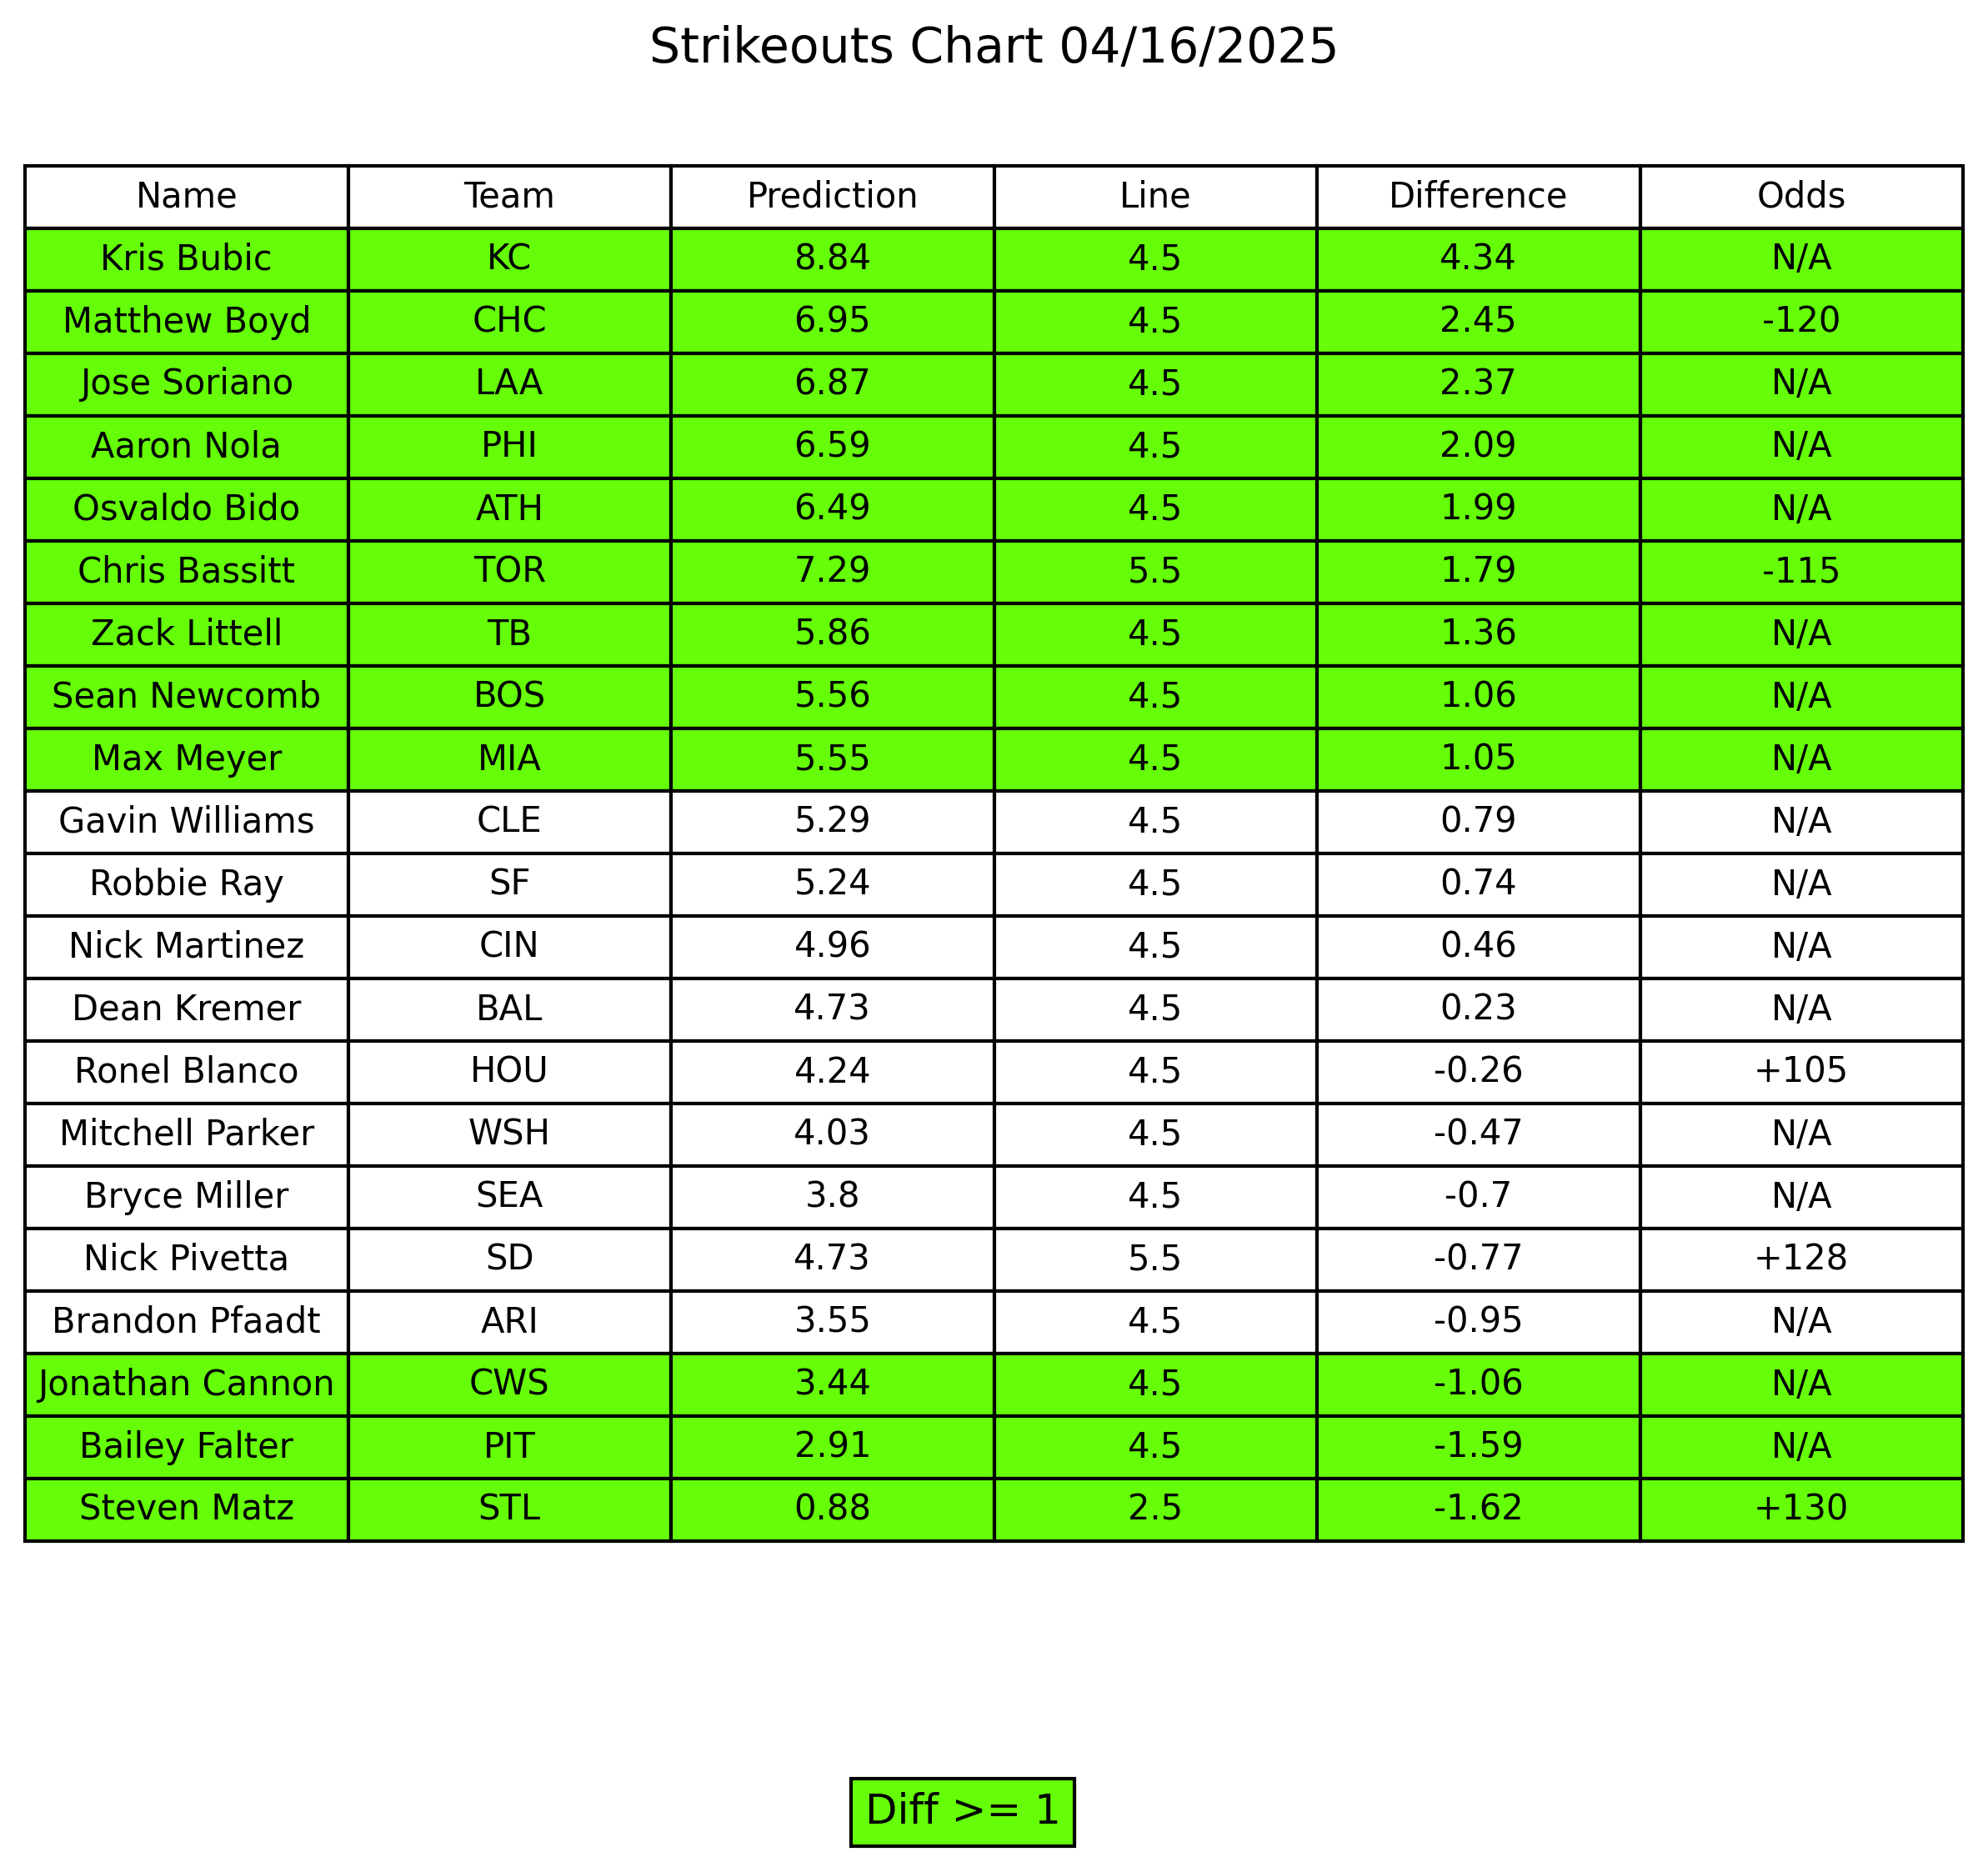 Strikeouts Chart 04/16/2025
Name Team Prediction Line Difference Odds
Kris Bubic KC 8.84 4.5 4.34 N/A
Matthew Boyd CHC 6.95 4.5 2.45 -120
Jose Soriano LAA 6.87 4.5 2.37 N/A
Aaron Nola PHI 6.59 4.5 2.09 N/A
Osvaldo Bido ATH 6.49 4.5 1.99 N/A
Chris Bassitt TOR 7.29 5.5 1.79 -115
Zack Littell TB 5.86 4.5 1.36 N/A
Sean Newcomb BOS 5.56 4.5 1.06 N/A
Max Meyer MIA 5.55 4.5 1.05 N/A
Gavin Williams CLE 5.29 4.5 0.79 N/A
Robbie Ray SF 5.24 4.5 0.74 N/A
Nick Martinez CIN 4.96 4.5 0.46 N/A
Dean Kremer BAL 4.73 4.5 0.23 N/A
Ronel Blanco HOU 4.24 4.5 -0.26 +105
Mitchell Parker WSH 4.03 4.5 -0.47 N/A
Bryce Miller SEA 3.8 4.5 -0.7 N/A
Nick Pivetta SD 4.73 5.5 -0.77 +128
Brandon Pfaadt ARI 3.55 4.5 -0.95 N/A
Jonathan Cannon CWS 3.44 4.5 -1.06 N/A
Bailey Falter PIT 2.91 4.5 -1.59 N/A
Steven Matz STL 0.88 2.5 -1.62 +130
Diff >= 1